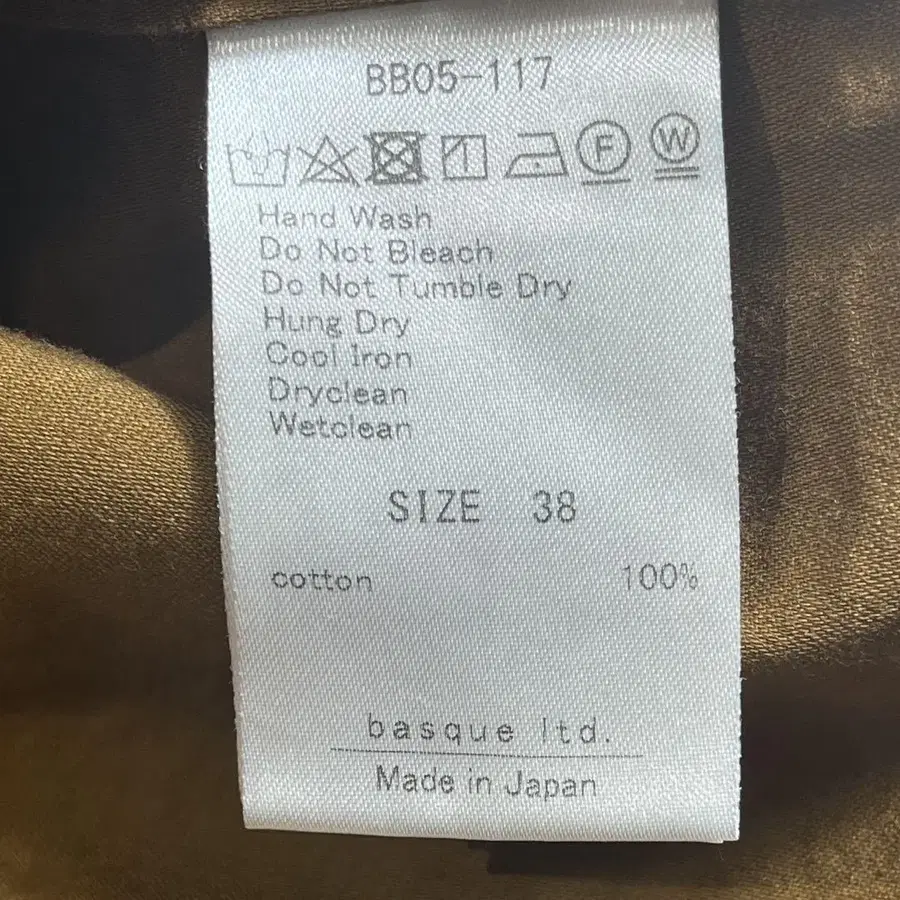 BB05-117
F W
Hand Wash
Do Not Bleach
Do Not Tumble Dry
Hung Dry
Cool Iron
Dryclean
Wetclean
SIZE 38
cotton 100%
basque ltd.
Made in Japan